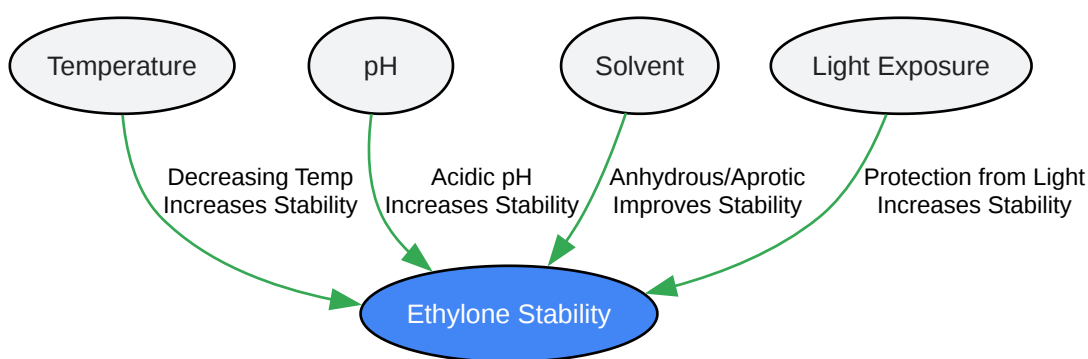 Temperature
pH
Solvent
Light Exposure
Decreasing Temp
Increases Stability
Acidic pH
Increases Stability
Anhydrous/Aprotic
Improves Stability
Protection from Light
Increases Stability
Ethylone Stability